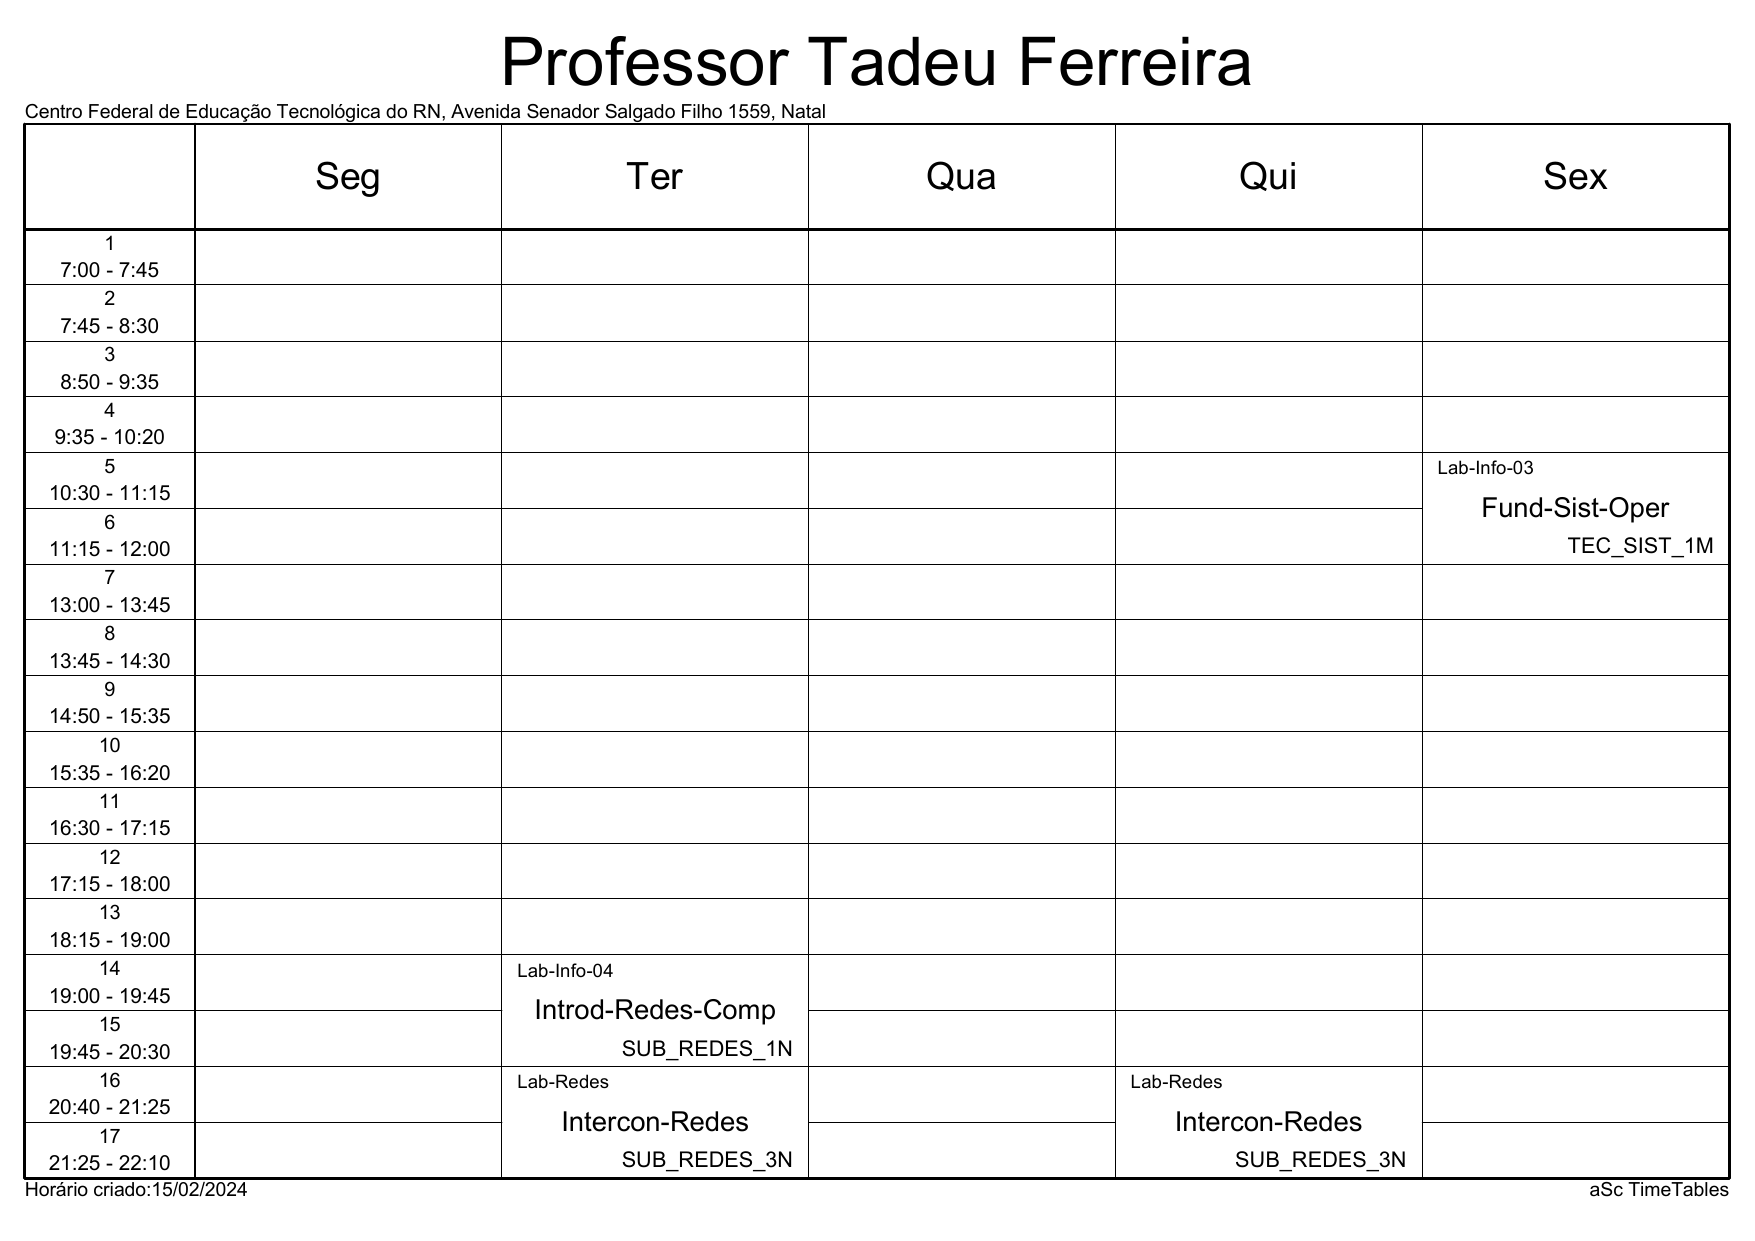 Professor Tadeu Ferreira
Centro Federal de Educação Tecnológica do RN, Avenida Senador Salgado Filho 1559, Natal
Seg Ter Qua Qui Sex
1
7:00 - 7:45
2
7:45 - 8:30
3
8:50 - 9:35
4
9:35 - 10:20
5
10:30 - 11:15
6
11:15 - 12:00
Lab-Info-03
Fund-Sist-Oper
TEC_SIST_1M
7
13:00 - 13:45
8
13:45 - 14:30
9
14:50 - 15:35
10
15:35 - 16:20
11
16:30 - 17:15
12
17:15 - 18:00
13
18:15 - 19:00
14
19:00 - 19:45
15
19:45 - 20:30
Lab-Info-04
Introd-Redes-Comp
SUB_REDES_1N
16
20:40 - 21:25
17
21:25 - 22:10
Lab-Redes
Intercon-Redes
SUB_REDES_3N
Lab-Redes
Intercon-Redes
SUB_REDES_3N
Horário criado:15/02/2024
aSc TimeTables